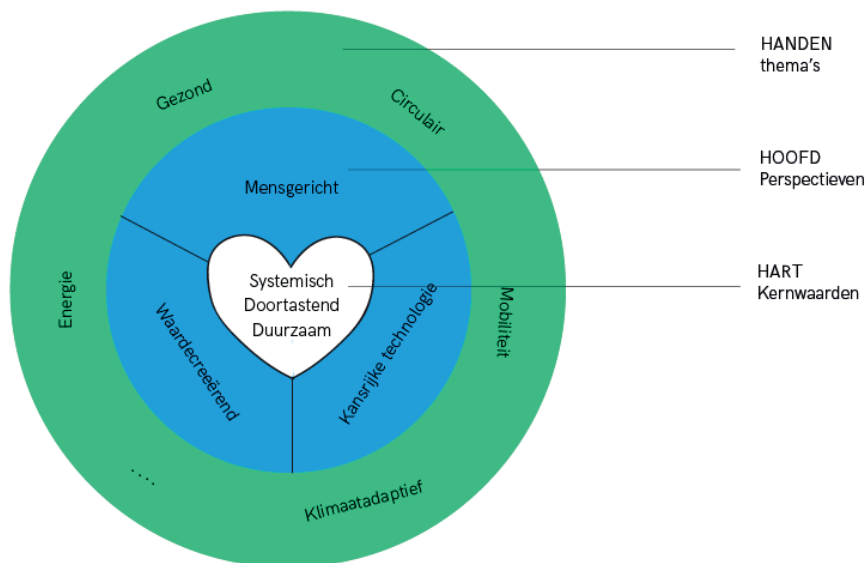 HANDEN
thema's
Gezond
Circulair
HOOFD
Perspectieven
Mensgericht
HART
Kernwaarden
Systemisch
Doortastend
Duurzaam
Energie
Mobiliteit
Waardecreeërend
Kansrijke technologie
....
Klimaatadaptief